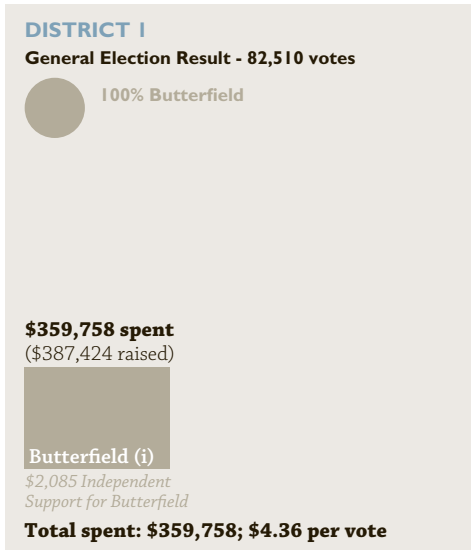 DISTRICT 1
General Election Result - 82,510 votes
100% Butterfield
$359,758 spent
($387,424 raised)
Butterfield (i)
$2,085 Independent
Support for Butterfield
Total spent: $359,758; $4.36 per vote